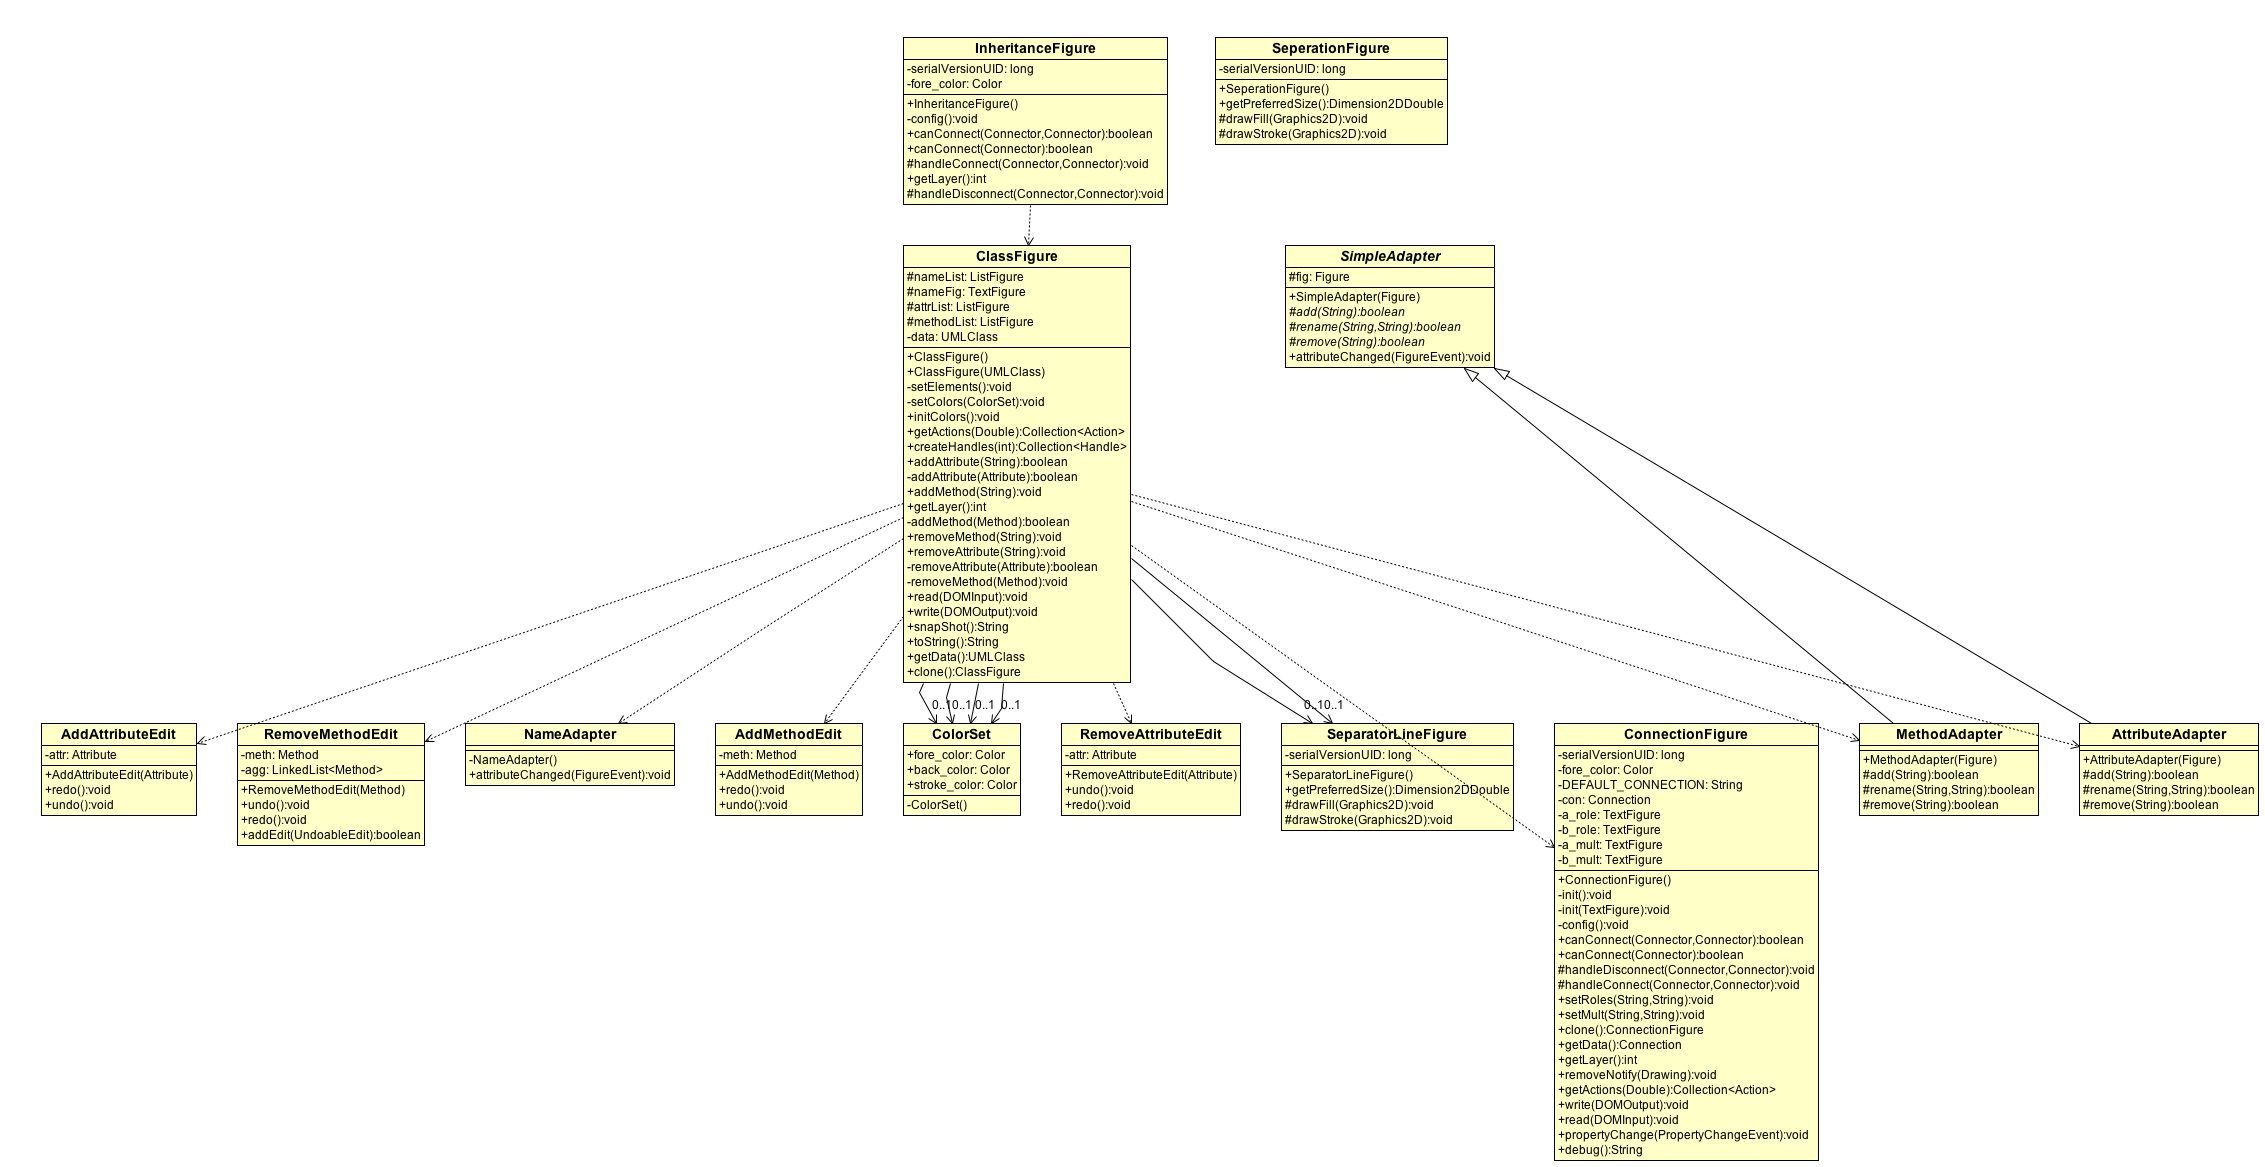 InheritanceFigure
-serialVersionUID: long
-fore_color: Color
+InheritanceFigure()
-config():void
+canConnect(Connector,Connector):boolean
+canConnect(Connector):boolean
#handleConnect(Connector,Connector):void
+getLayer():int
#handleDisconnect(Connector,Connector):void
SeperationFigure
-serialVersionUID: long
+SeperationFigure()
+getPreferredSize():Dimension2DDouble
#drawFill(Graphics2D):void
#drawStroke(Graphics2D):void
ClassFigure
#nameList: ListFigure
#nameFig: TextFigure
#attrList: ListFigure
#methodList: ListFigure
-data: UMLClass
+ClassFigure()
+ClassFigure(UMLClass)
-setElements():void
-setColors(ColorSet):void
+initColors():void
+getActions(Double):Collection<Action>
+createHandles(int):Collection<Handle>
+addAttribute(String):boolean
-addAttribute(Attribute):boolean
+addMethod(String):void
+getLayer():int
-addMethod(Method):boolean
+removeMethod(String):void
+removeAttribute(String):void
-removeAttribute(Attribute):boolean
-removeMethod(Method):void
+read(DOMInput):void
+write(DOMOutput):void
+snapShot():String
+toString():String
+getData():UMLClass
+clone():ClassFigure
SimpleAdapter
#fig: Figure
+SimpleAdapter(Figure)
#add(String):boolean
#rename(String,String):boolean
#remove(String):boolean
+attributeChanged(FigureEvent):void
0..1 0..1 0..1 0..1
0..1 0..1
AddAttributeEdit
-attr: Attribute
+AddAttributeEdit(Attribute)
+redo():void
+undo():void
RemoveMethodEdit
-meth: Method
-agg: LinkedList<Method>
+RemoveMethodEdit(Method)
+undo():void
+redo():void
+addEdit(UndoableEdit):boolean
NameAdapter
-NameAdapter()
+attributeChanged(FigureEvent):void
AddMethodEdit
-meth: Method
+AddMethodEdit(Method)
+redo():void
+undo():void
ColorSet
+fore_color: Color
+back_color: Color
+stroke_color: Color
-ColorSet()
RemoveAttributeEdit
-attr: Attribute
+RemoveAttributeEdit(Attribute)
+undo():void
+redo():void
SeparatorLineFigure
-serialVersionUID: long
+SeparatorLineFigure()
+getPreferredSize():Dimension2DDouble
#drawFill(Graphics2D):void
#drawStroke(Graphics2D):void
ConnectionFigure
-serialVersionUID: long
-fore_color: Color
-DEFAULT_CONNECTION: String
-con: Connection
-a_role: TextFigure
-b_role: TextFigure
-a_mult: TextFigure
-b_mult: TextFigure
+ConnectionFigure()
-init():void
-init(TextFigure):void
-config():void
+canConnect(Connector,Connector):boolean
+canConnect(Connector):boolean
#handleDisconnect(Connector,Connector):void
#handleConnect(Connector,Connector):void
+setRoles(String,String):void
+setMult(String,String):void
+clone():ConnectionFigure
+getData():Connection
+getLayer():int
+removeNotify(Drawing):void
+getActions(Double):Collection<Action>
+write(DOMOutput):void
+read(DOMInput):void
+propertyChange(PropertyChangeEvent):void
+debug():String
MethodAdapter
+MethodAdapter(Figure)
#add(String):boolean
#rename(String,String):boolean
#remove(String):boolean
AttributeAdapter
+AttributeAdapter(Figure)
#add(String):boolean
#rename(String,String):boolean
#remove(String):boolean